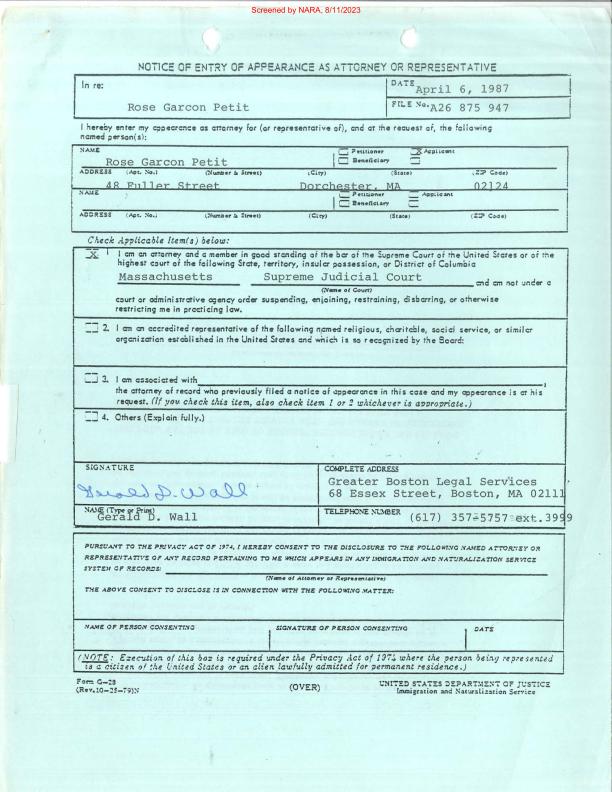 Screened by NARA, 8/11/2023
NOTICE OF ENTRY OF APPEARANCE AS ATTORNEY OR REPRESENTATIVE
In re:
Rose Garcon Petit
DATE April 6, 1987
FILE No. A26 875 947
I hereby enter my appearance as attorney for (or representative of), and at the request of, the following
named person(s):
NAME
Petitioner X Applicant
Beneficiary
Rose Garcon Petit
ADDRESS (Apt. No.) (Number & Street) (City) (State) (ZIP Code)
48 Fuller Street Dorchester, MA 02124
NAME
Petitioner Applicant
Beneficiary
ADDRESS (Apt. No.) (Number & Street) (City) (State) (ZIP Code)
Check Applicable Item(s) below:
X 1 I am an attorney and a member in good standing of the bar of the Supreme Court of the United States or of the
highest court of the following State, territory, insular possession, or District of Columbia
Massachusetts Supreme Judicial Court and am not under a
(Name of Court)
court or administrative agency order suspending, enjoining, restraining, disbarring, or otherwise
restricting me in practicing law.
2. I am an accredited representative of the following named religious, charitable, social service, or similar
organization established in the United States and which is so recognized by the Board:
3. I am associated with ,
the attorney of record who previously filed a notice of appearance in this case and my appearance is at his
request. (If you check this item, also check item 1 or 2 whichever is appropriate.)
4. Others (Explain fully.)
SIGNATURE
Gerald D. Wall
COMPLETE ADDRESS
Greater Boston Legal Services
68 Essex Street, Boston, MA 02111
NAME (Type or Print)
Gerald D. Wall
TELEPHONE NUMBER (617) 357-5757 ext.3999
PURSUANT TO THE PRIVACY ACT OF 1974, I HEREBY CONSENT TO THE DISCLOSURE TO THE FOLLOWING NAMED ATTORNEY OR
REPRESENTATIVE OF ANY RECORD PERTAINING TO ME WHICH APPEARS IN ANY IMMIGRATION AND NATURALIZATION SERVICE
SYSTEM OF RECORDS:
(Name of Attorney or Representative)
THE ABOVE CONSENT TO DISCLOSE IS IN CONNECTION WITH THE FOLLOWING MATTER:
NAME OF PERSON CONSENTING SIGNATURE OF PERSON CONSENTING DATE
(NOTE: Execution of this box is required under the Privacy Act of 1974 where the person being represented
is a citizen of the United States or an alien lawfully admitted for permanent residence.)
Form G-28
(Rev.10-25-79)N
(OVER)
UNITED STATES DEPARTMENT OF JUSTICE
Immigration and Naturalization Service